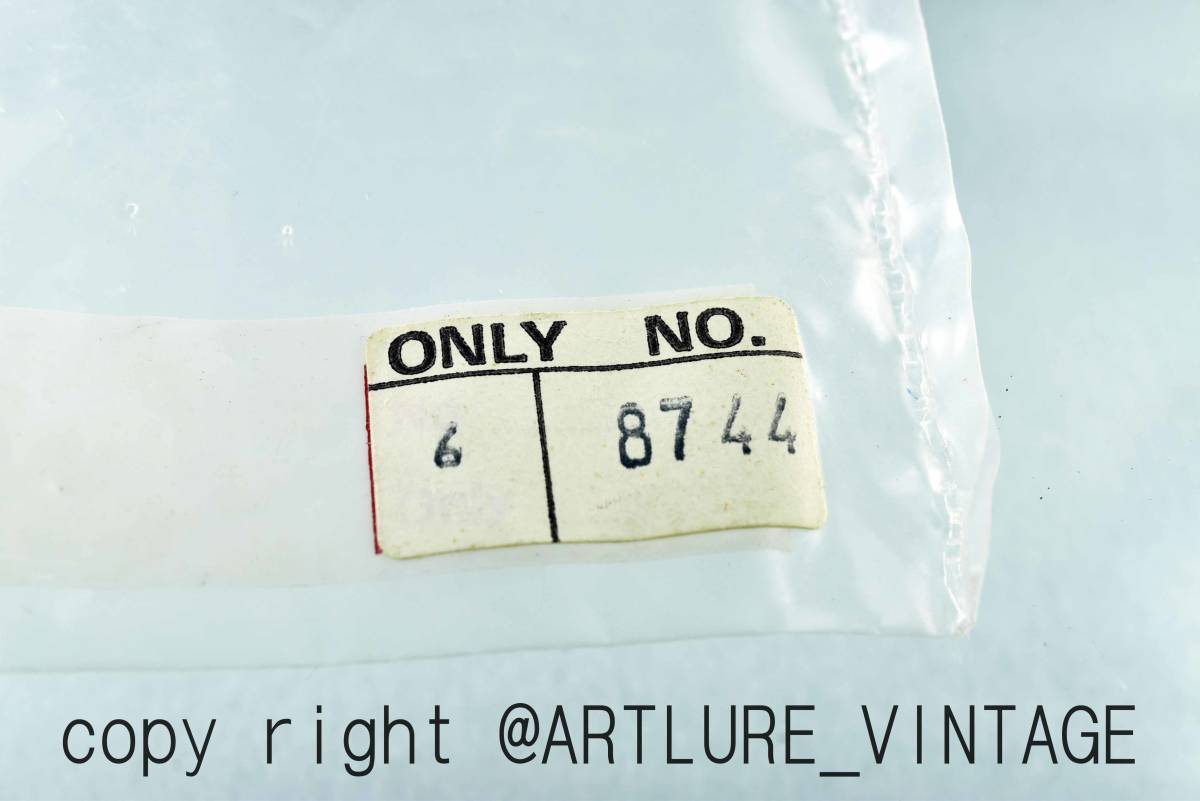 ONLY NO.
6 8744
copy right @ARTLURE_VINTAGE